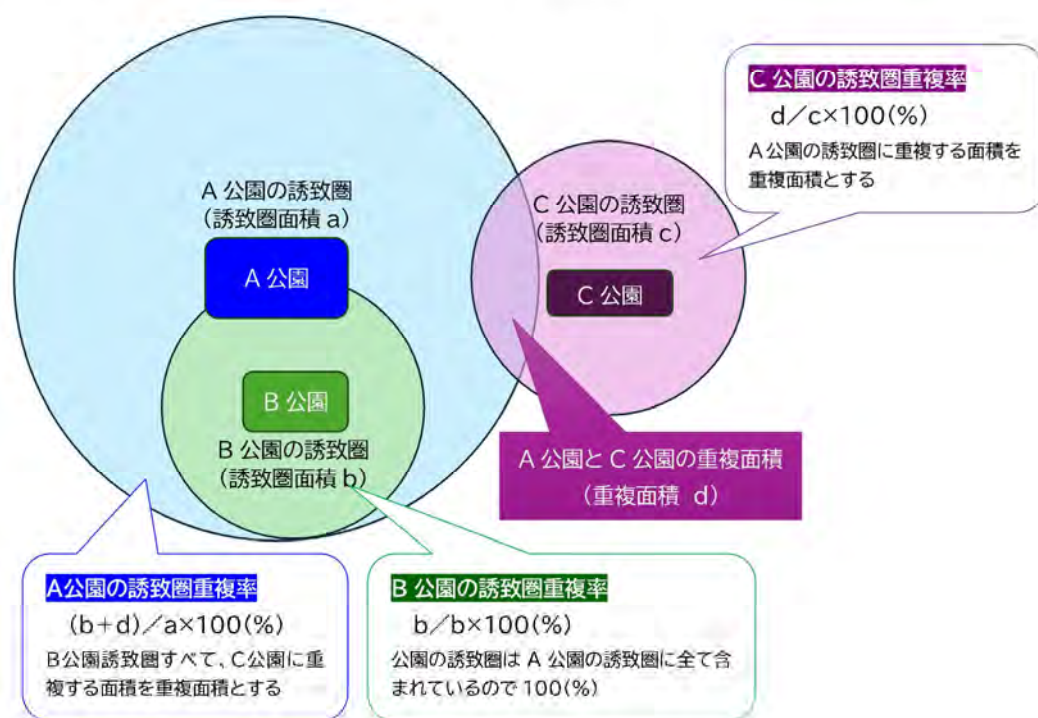 C 公園の誘致圏重複率
d／c×100(%)
A公園の誘致圏に重複する面積を
重複面積とする
A 公園の誘致圏
（誘致圏面積 a）
A 公園
C 公園の誘致圏
（誘致圏面積 c）
C 公園
B 公園
B 公園の誘致圏
（誘致圏面積 b）
A 公園と C 公園の重複面積
（重複面積 d）
A公園の誘致圏重複率
(b+d)／a×100(%)
B公園誘致圏すべて、C公園に重
複する面積を重複面積とする
B 公園の誘致圏重複率
b／b×100(%)
公園の誘致圏は A 公園の誘致圏に全て含
まれているので 100(%)